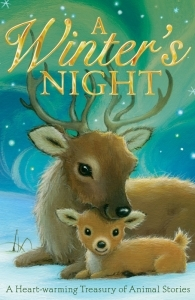 A
Winter's
NIGHT
A Heart-warming Treasury of Animal Stories